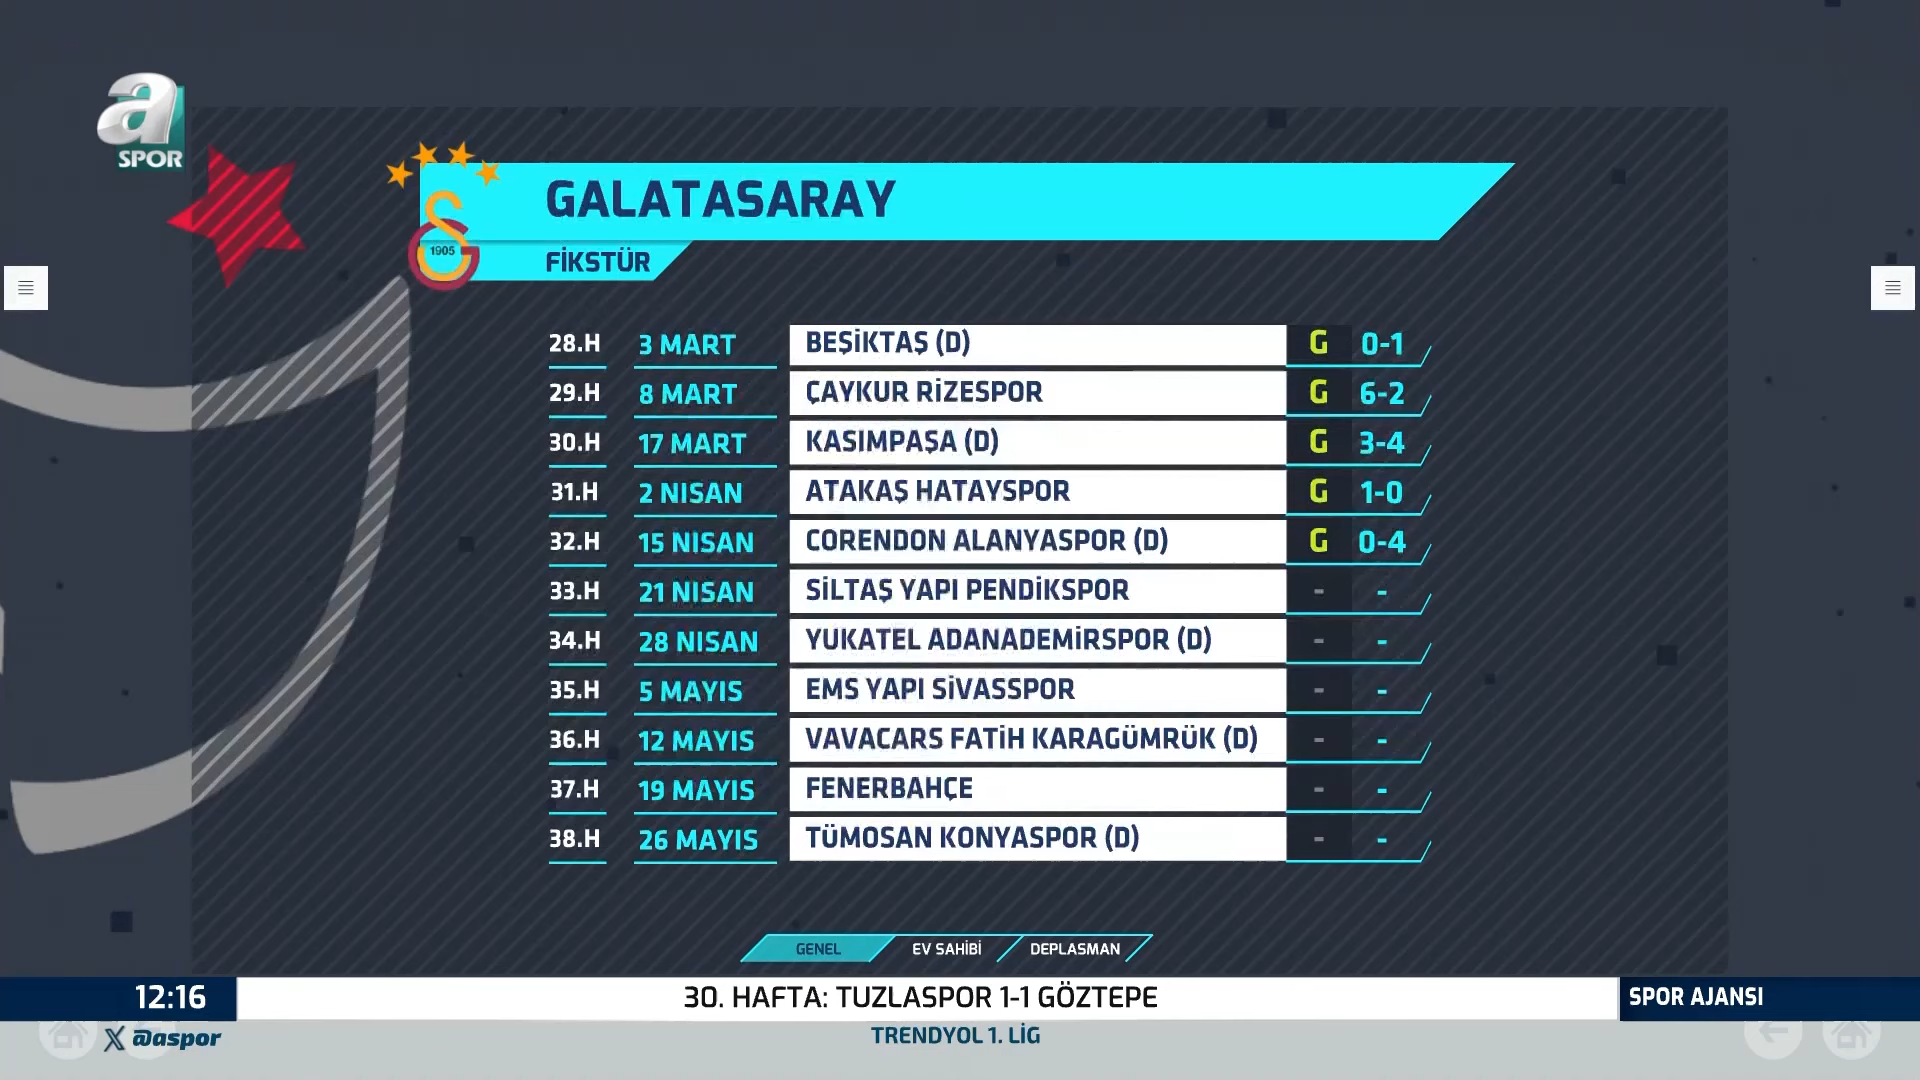 a
SPOR
GALATASARAY
1905
FİKSTÜR
28.H 3 MART BEŞİKTAŞ (D) G 0-1
29.H 8 MART ÇAYKUR RİZESPOR G 6-2
30.H 17 MART KASIMPAŞA (D) G 3-4
31.H 2 NISAN ATAKAŞ HATAYSPOR G 1-0
32.H 15 NISAN CORENDON ALANYASPOR (D) G 0-4
33.H 21 NISAN SİLTAŞ YAPI PENDİKSPOR - -
34.H 28 NISAN YUKATEL ADANADEMİRSPOR (D) - -
35.H 5 MAYIS EMS YAPI SİVASSPOR - -
36.H 12 MAYIS VAVACARS FATİH KARAGÜMRÜK (D) - -
37.H 19 MAYIS FENERBAHÇE - -
38.H 26 MAYIS TÜMOSAN KONYASPOR (D) - -
GENEL EV SAHİBİ DEPLASMAN
12:16 30. HAFTA: TUZLASPOR 1-1 GÖZTEPE SPOR AJANSI
X @aspor TRENDYOL 1. LİG